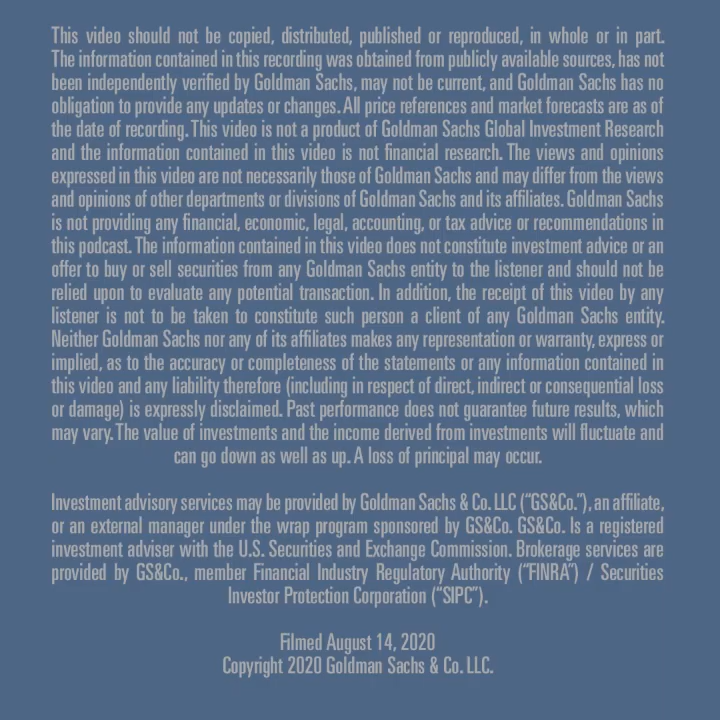 This video should not be copied, distributed, published or reproduced, in whole or in part.
The information contained in this recording was obtained from publicly available sources, has not
been independently verified by Goldman Sachs, may not be current, and Goldman Sachs has no
obligation to provide any updates or changes. All price references and market forecasts are as of
the date of recording. This video is not a product of Goldman Sachs Global Investment Research
and the information contained in this video is not financial research. The views and opinions
expressed in this video are not necessarily those of Goldman Sachs and may differ from the views
and opinions of other departments or divisions of Goldman Sachs and its affiliates. Goldman Sachs
is not providing any financial, economic, legal, accounting, or tax advice or recommendations in
this podcast. The information contained in this video does not constitute investment advice or an
offer to buy or sell securities from any Goldman Sachs entity to the listener and should not be
relied upon to evaluate any potential transaction. In addition, the receipt of this video by any
listener is not to be taken to constitute such person a client of any Goldman Sachs entity.
Neither Goldman Sachs nor any of its affiliates makes any representation or warranty, express or
implied, as to the accuracy or completeness of the statements or any information contained in
this video and any liability therefore (including in respect of direct, indirect or consequential loss
or damage) is expressly disclaimed. Past performance does not guarantee future results, which
may vary. The value of investments and the income derived from investments will fluctuate and
can go down as well as up. A loss of principal may occur.
Investment advisory services may be provided by Goldman Sachs & Co. LLC (“GS&Co.”), an affiliate,
or an external manager under the wrap program sponsored by GS&Co. GS&Co. Is a registered
investment adviser with the U.S. Securities and Exchange Commission. Brokerage services are
provided by GS&Co., member Financial Industry Regulatory Authority (“FINRA”) / Securities
Investor Protection Corporation (“SIPC”).
Filmed August 14, 2020
Copyright 2020 Goldman Sachs & Co. LLC.